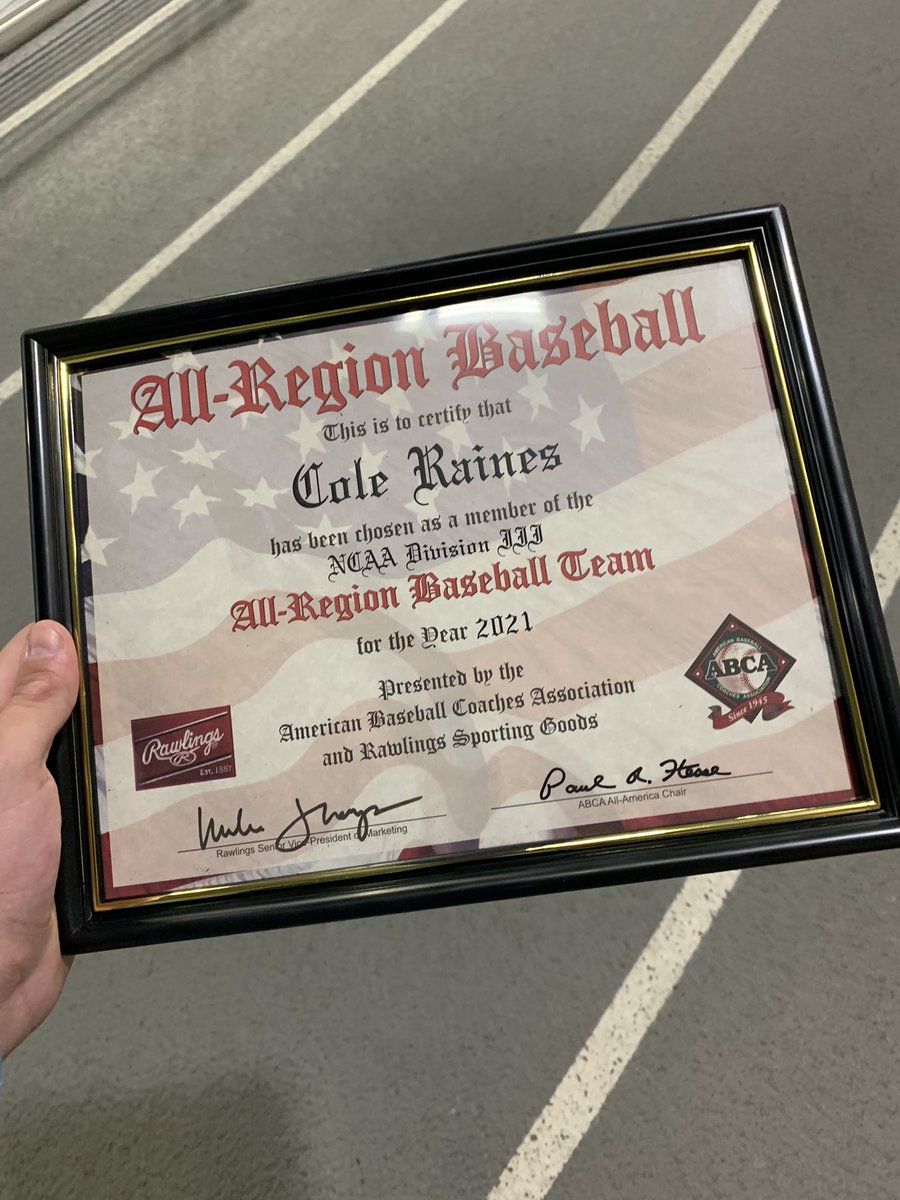 All-Region Baseball
This is to certify that
Cole Raines
has been chosen as a member of the
NCAA Division III
All-Region Baseball Team
for the Year 2021
Presented by the
American Baseball Coaches Association
and Rawlings Sporting Goods
Rawlings
R
EST. 1887
AMERICAN BASEBALL
ABCA
COACHES ASSOCIATION
Since 1945
Rawlings Senior Vice-President of Marketing
Paul A. Hesse
ABCA All-America Chair